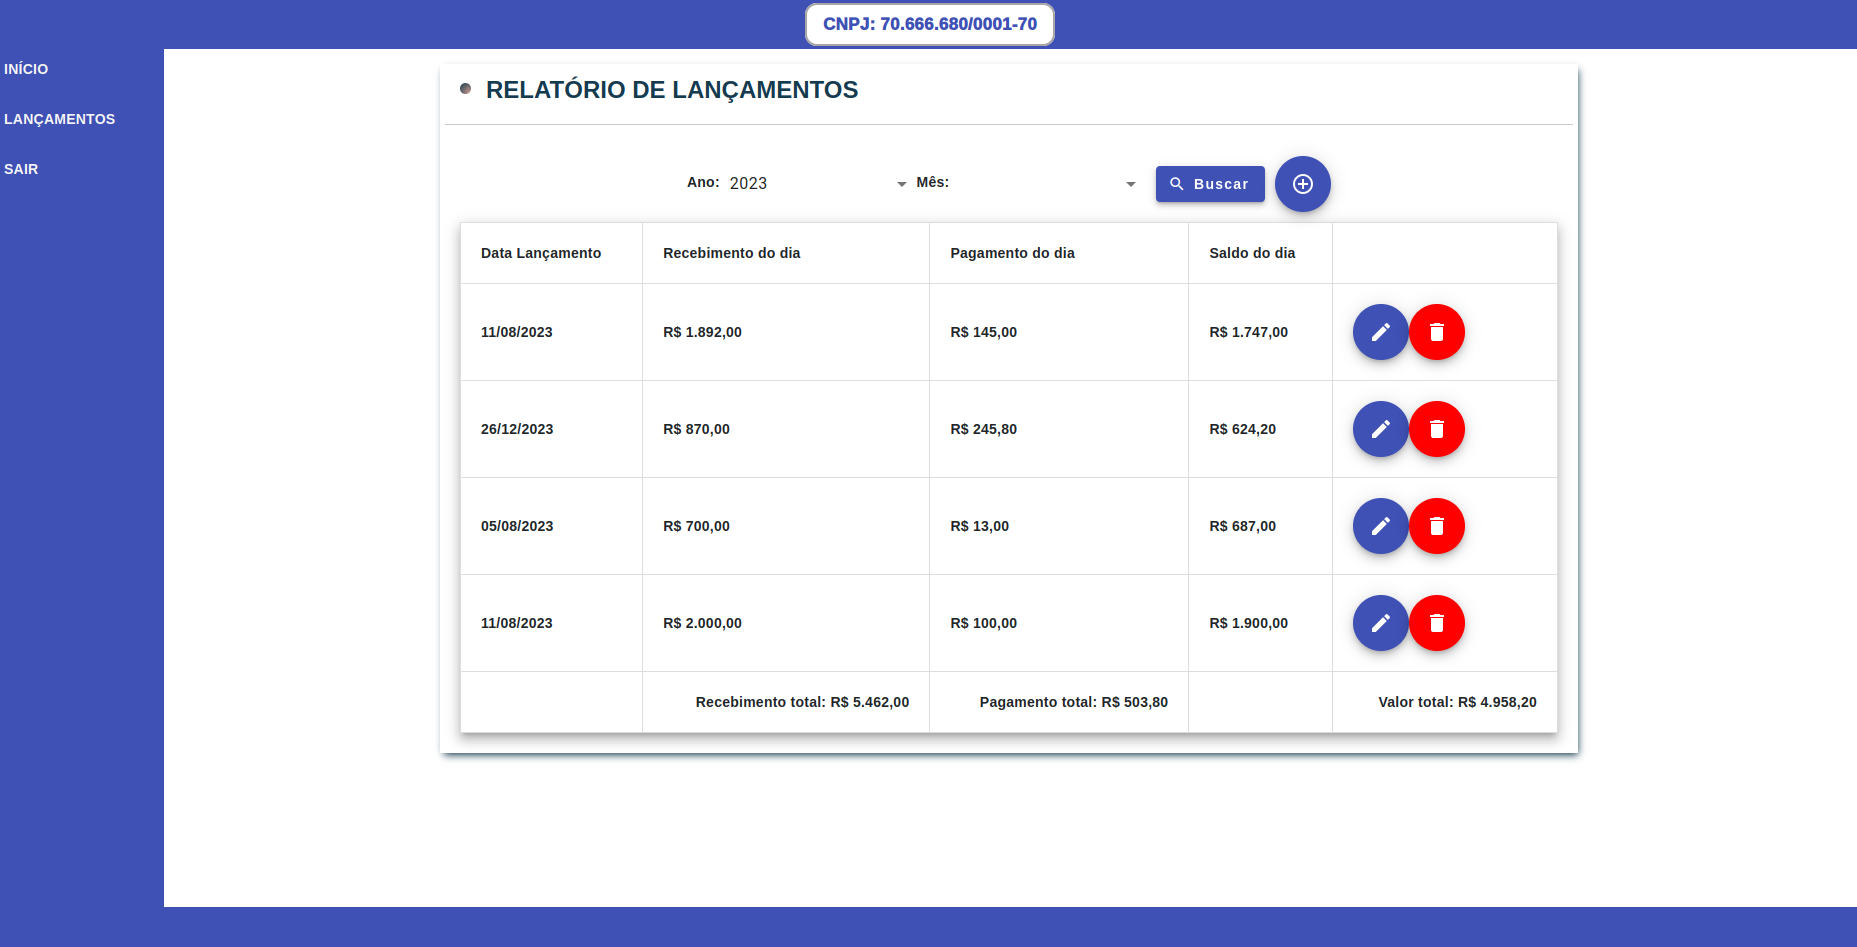 CNPJ: 70.666.680/0001-70
INÍCIO
LANÇAMENTOS
SAIR
RELATÓRIO DE LANÇAMENTOS
Ano: 2023 Mês: Buscar
Data Lançamento Recebimento do dia Pagamento do dia Saldo do dia
11/08/2023 R$ 1.892,00 R$ 145,00 R$ 1.747,00
26/12/2023 R$ 870,00 R$ 245,80 R$ 624,20
05/08/2023 R$ 700,00 R$ 13,00 R$ 687,00
11/08/2023 R$ 2.000,00 R$ 100,00 R$ 1.900,00
Recebimento total: R$ 5.462,00 Pagamento total: R$ 503,80 Valor total: R$ 4.958,20